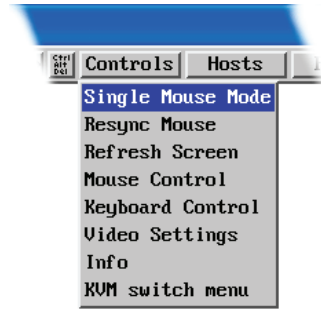 Ctrl
Alt
Del
Controls
Hosts
Single Mouse Mode
Resync Mouse
Refresh Screen
Mouse Control
Keyboard Control
Video Settings
Info
KVM switch menu